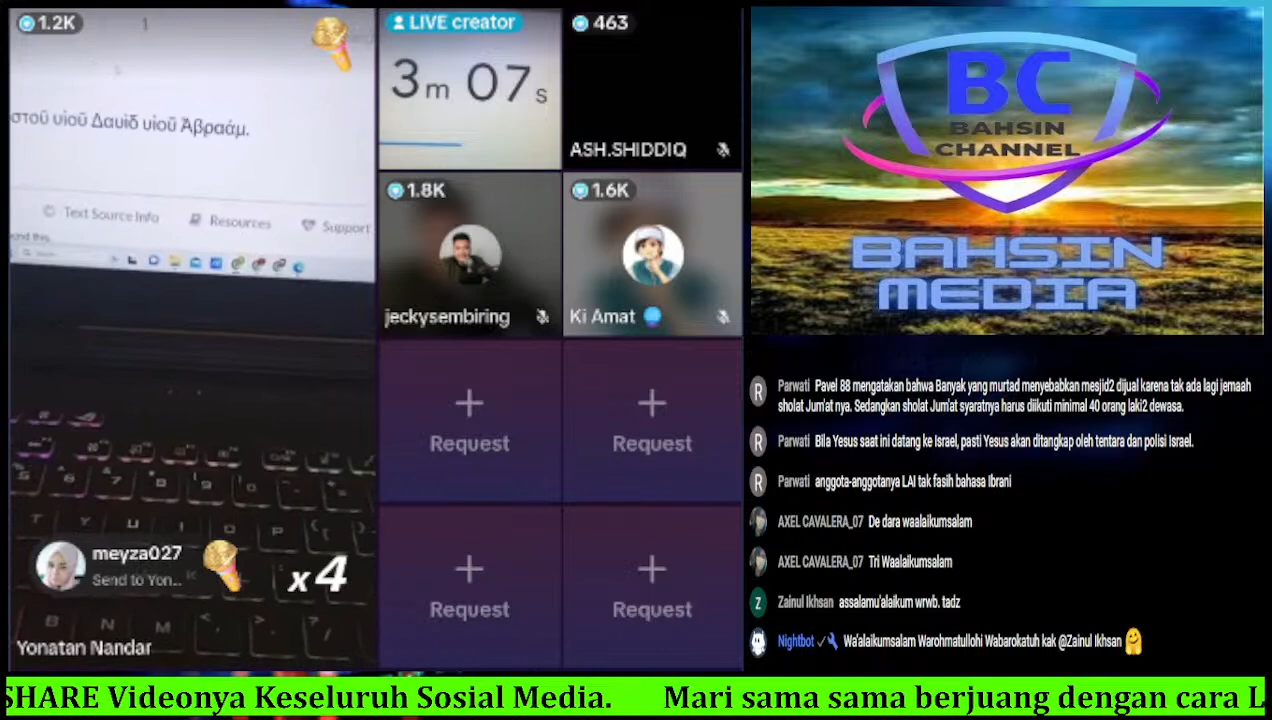 1.2K
στοῦ υἱοῦ Δαυὶδ υἱοῦ Ἀβραάμ.
Text Source Info
Resources
Support
meyza027
Send to Yon...
x4
Yonatan Nandar
LIVE creator
3m 07s
463
ASH.SHIDDIQ
1.8K
jeckysembiring
1.6K
Ki Amat
+ +
Request Request
+ +
Request Request
BC
BAHSIN
CHANNEL
BAHSIN
MEDIA
R Parwati Pavel 88 mengatakan bahwa Banyak yang murtad menyebabkan mesjid2 dijual karena tak ada lagi jemaah
sholat Jum'at nya. Sedangkan sholat Jum'at syaratnya harus diikuti minimal 40 orang laki2 dewasa.
R Parwati Bila Yesus saat ini datang ke Israel, pasti Yesus akan ditangkap oleh tentara dan polisi Israel.
R Parwati anggota-anggotanya LAI tak fasih bahasa Ibrani
AXEL CAVALERA_07 De dara waalaikumsalam
AXEL CAVALERA_07 Tri Waalaikumsalam
Z Zainul Ikhsan assalamu'alaikum wrwb. tadz
Nightbot Wa'alaikumsalam Warohmatullohi Wabarokatuh kak @Zainul Ikhsan
SHARE Videonya Keseluruh Sosial Media. Mari sama sama berjuang dengan cara L